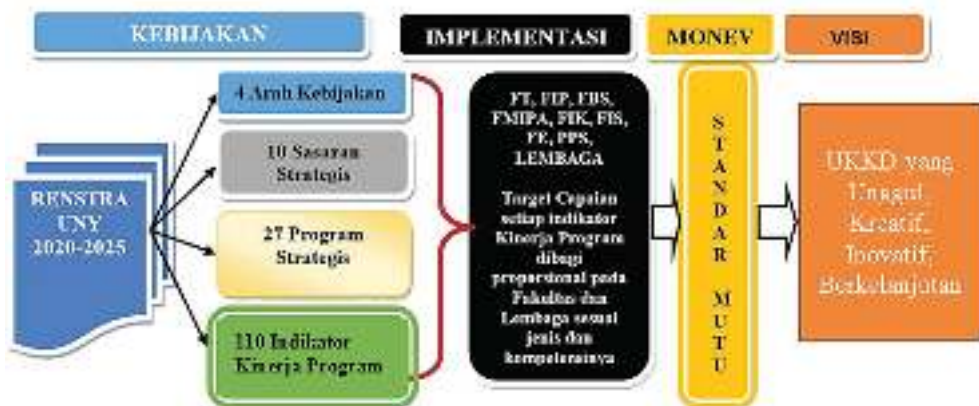 KEBIJAKAN
IMPLEMENTASI
MONEV
VISI
RENSTRA
UNY
2020-2025
4 Arah Kebijakan
10 Sasaran
Strategis
27 Program
Strategis
110 Indikator
Kinerja Program
FT, FIP, FBS,
FMIPA, FIK, FIS,
FE, PPS,
LEMBAGA
Target Capaian
setiap indikator
Kinerja Program
dibagi
proporsional pada
Fakultas dan
Lembaga sesuai
jenis dan
kompetensinya
STANDAR MUTU
UKKD yang
Unggul,
Kreatif,
Inovatif,
Berkelanjutan